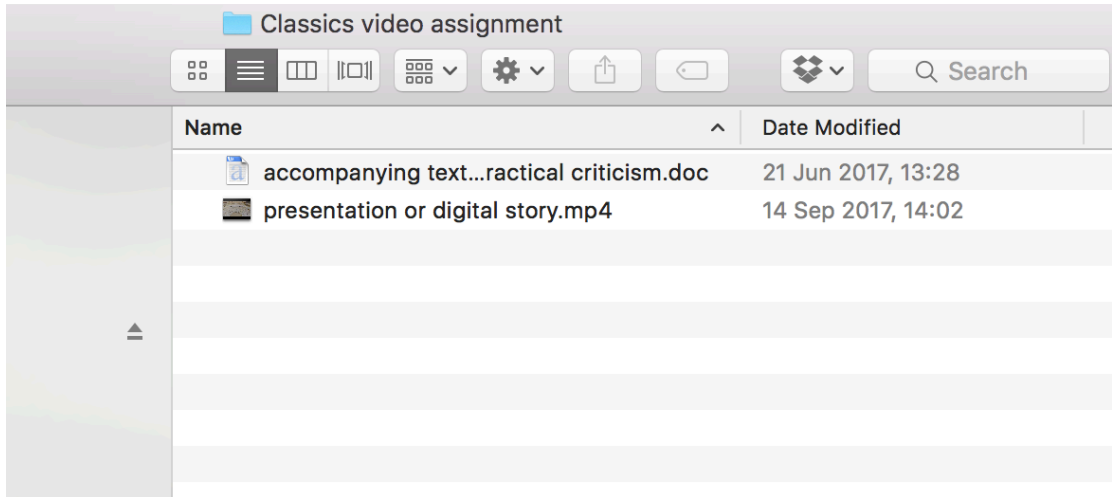 Classics video assignment
Search
Name Date Modified
accompanying text...ractical criticism.doc 21 Jun 2017, 13:28
presentation or digital story.mp4 14 Sep 2017, 14:02